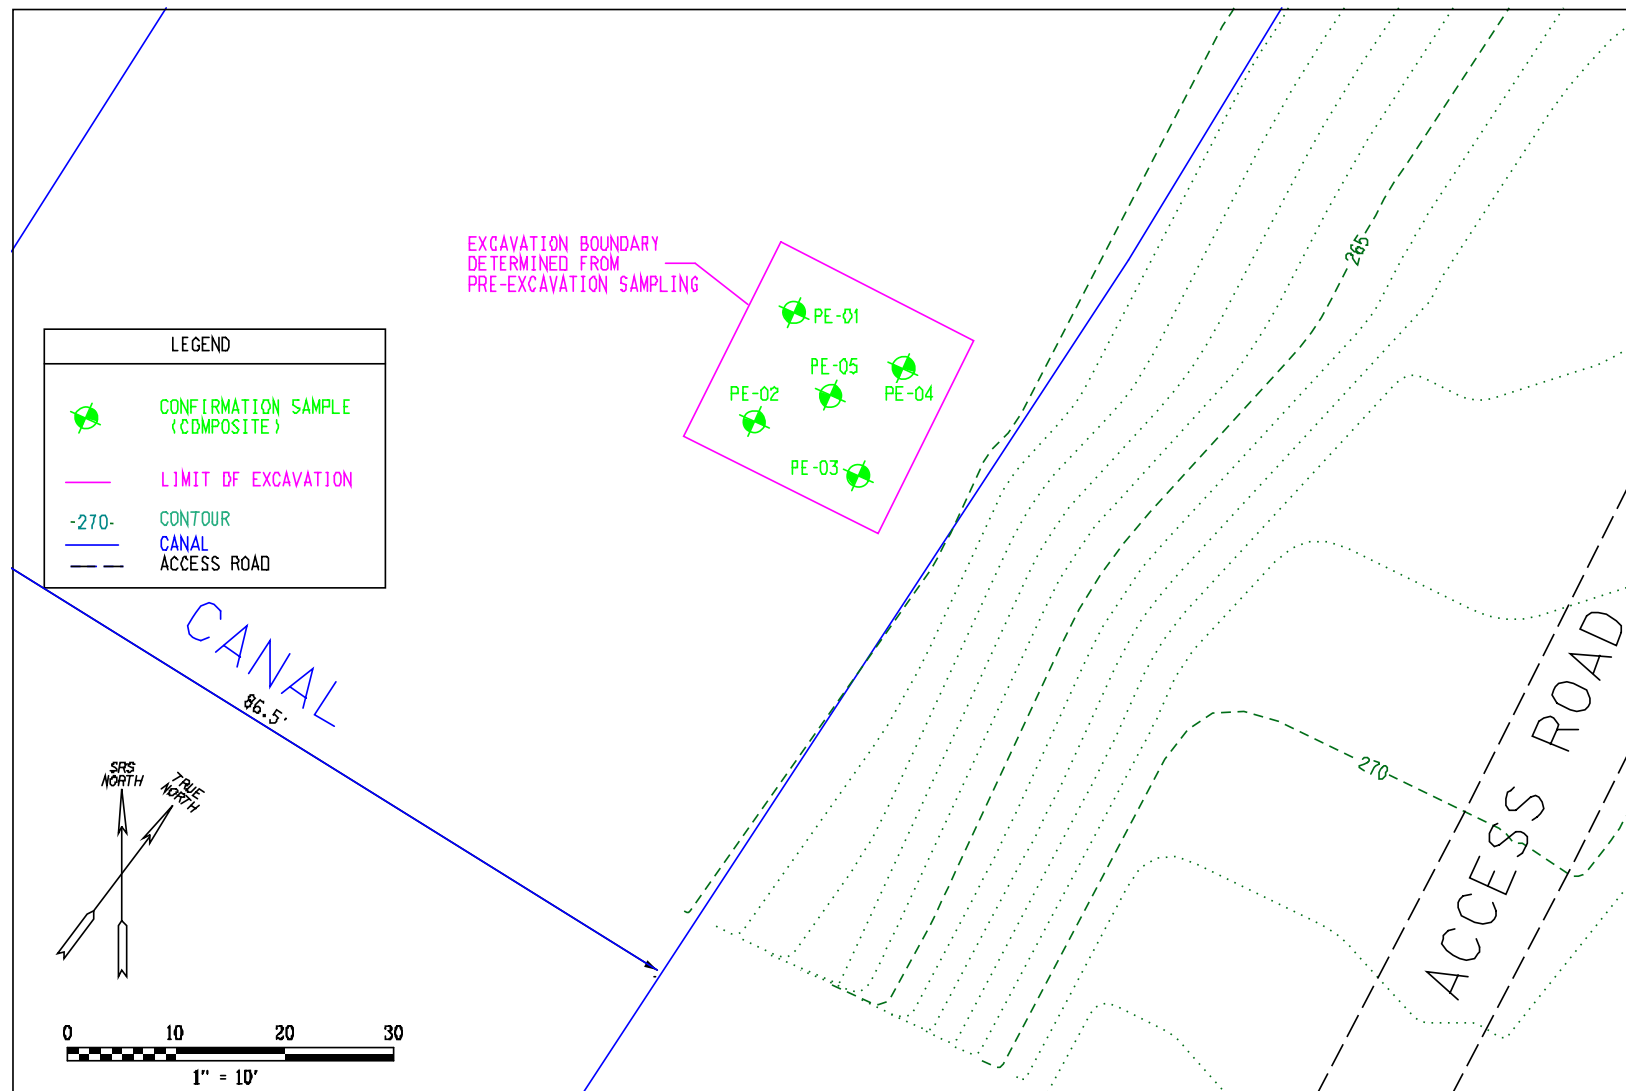 EXCAVATION BOUNDARY
DETERMINED FROM
PRE-EXCAVATION SAMPLING
PE-01
PE-05
PE-02
PE-04
PE-03
265
LEGEND
CONFIRMATION SAMPLE
(COMPOSITE)
LIMIT OF EXCAVATION
-270-
CONTOUR
CANAL
ACCESS ROAD
CANAL
86.5'
SRS
NORTH
TRUE
NORTH
270
ACCESS ROAD
0 10 20 30
1" = 10'